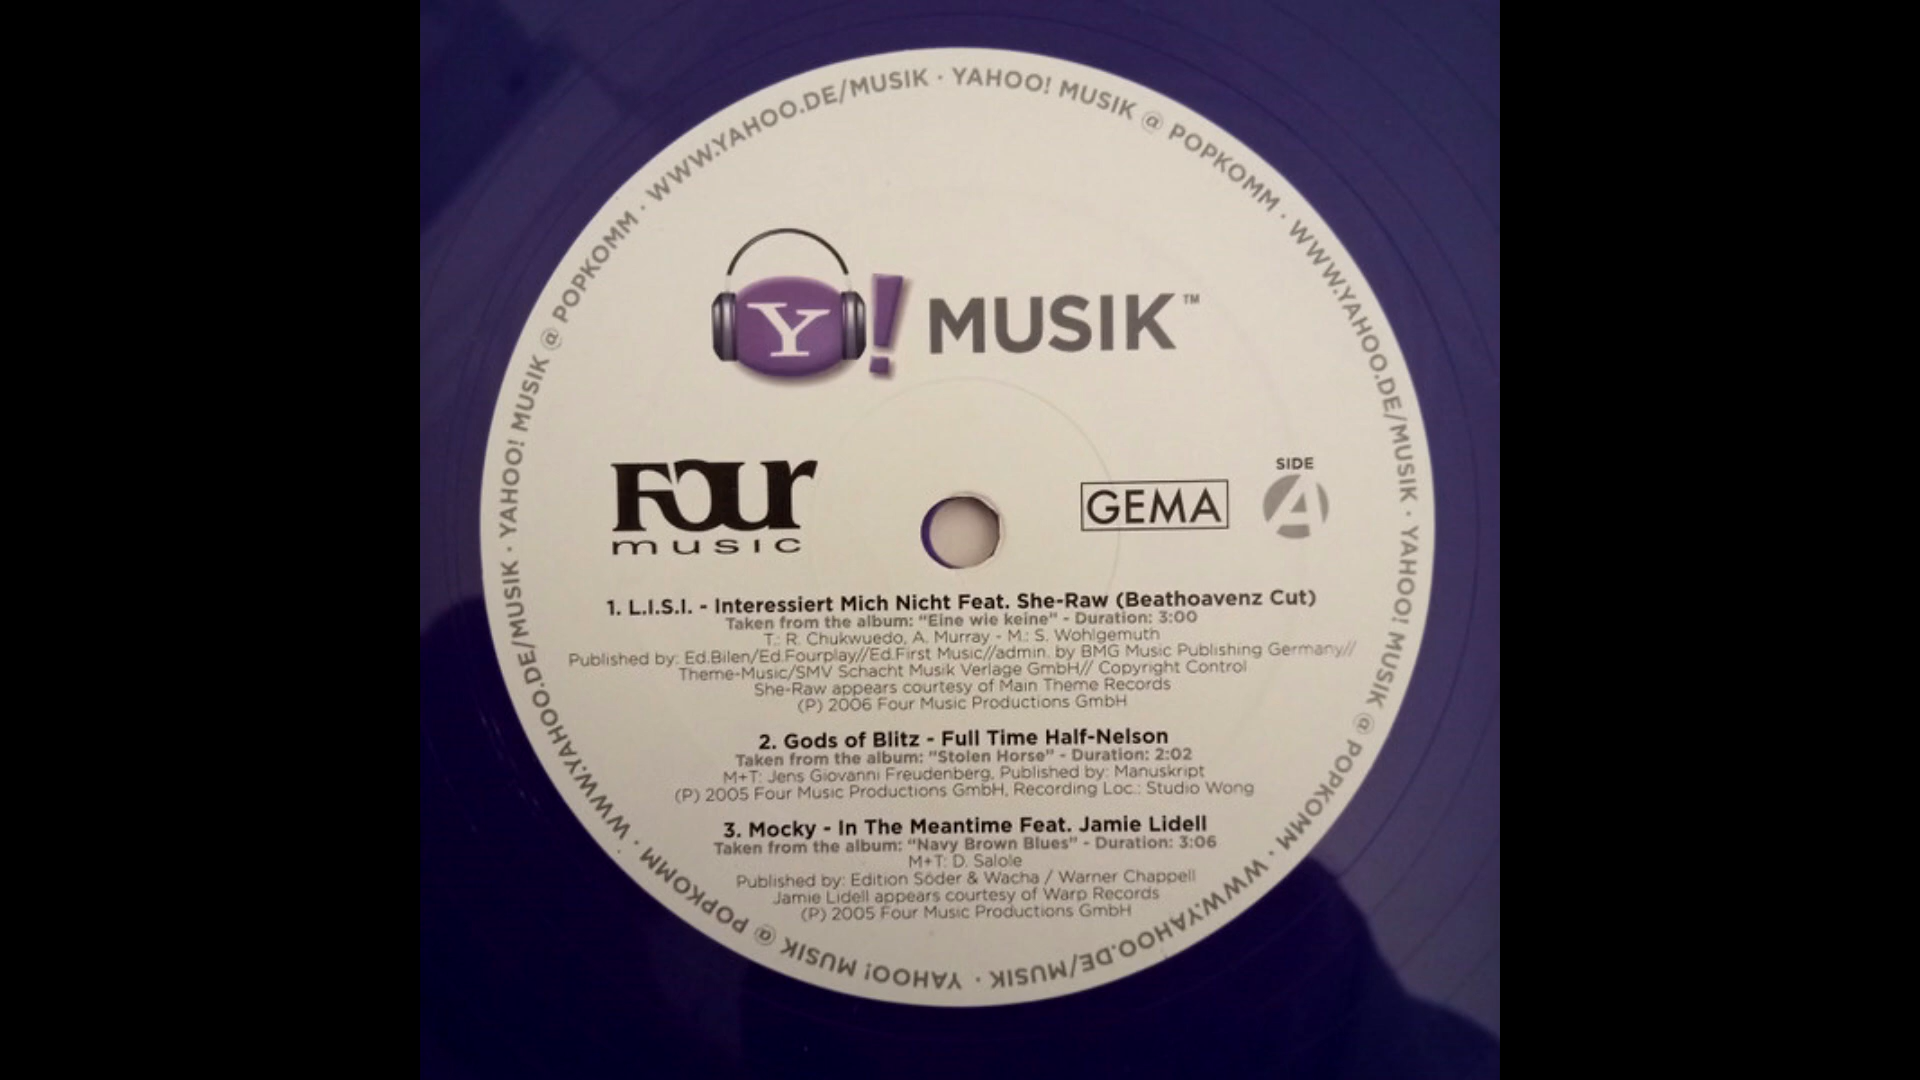 WWW.YAHOO.DE/MUSIK · YAHOO! MUSIK @ POPKOMM · WWW.YAHOO.DE/MUSIK · YAHOO! MUSIK @ POPKOMM · WWW.YAHOO.DE/MUSIK · YAHOO! MUSIK @ POPKOMM · WWW.YAHOO.DE/MUSIK · YAHOO! MUSIK @ POPKOMM ·
Y! MUSIK™
Four
music
GEMA
SIDE
A
1. L.I.S.I. - Interessiert Mich Nicht Feat. She-Raw (Beathoavenz Cut)
Taken from the album: "Eine wie keine" - Duration: 3:00
T.: R. Chukwuedo, A. Murray - M.: S. Wohlgemuth
Published by: Ed.Bilen/Ed.Fourplay//Ed.First Music//admin. by BMG Music Publishing Germany//
Theme-Music/SMV Schacht Musik Verlage GmbH// Copyright Control
She-Raw appears courtesy of Main Theme Records
(P) 2006 Four Music Productions GmbH
2. Gods of Blitz - Full Time Half-Nelson
Taken from the album: "Stolen Horse" - Duration: 2:02
M+T: Jens Giovanni Freudenberg, Published by: Manuskript
(P) 2005 Four Music Productions GmbH, Recording Loc.: Studio Wong
3. Mocky - In The Meantime Feat. Jamie Lidell
Taken from the album: "Navy Brown Blues" - Duration: 3:06
M+T: D. Salole
Published by: Edition Söder & Wacha / Warner Chappell
Jamie Lidell appears courtesy of Warp Records
(P) 2005 Four Music Productions GmbH